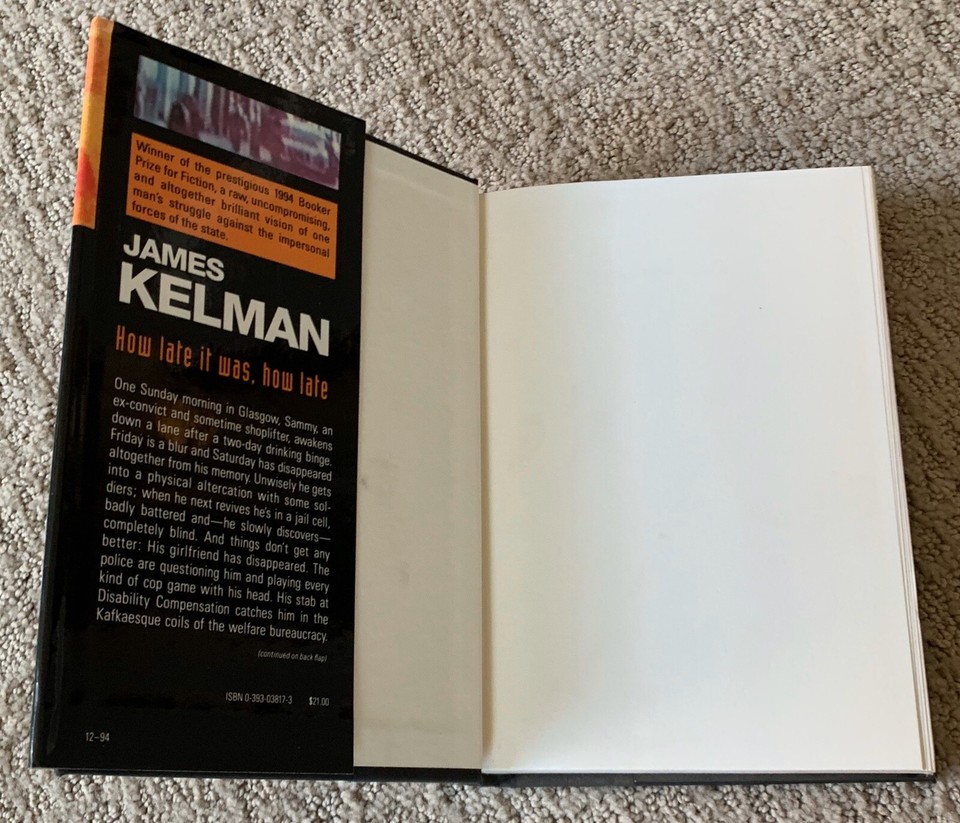 Winner of the prestigious 1994 Booker
Prize for Fiction, a raw, uncompromising,
and altogether brilliant vision of one
man's struggle against the impersonal
forces of the state.
JAMES
KELMAN
How late it was, how late
One Sunday morning in Glasgow, Sammy, an
ex-convict and sometime shoplifter, awakens
down a lane after a two-day drinking binge.
Friday is a blur and Saturday has disappeared
altogether from his memory. Unwisely he gets
into a physical altercation with some sol-
diers; when he next revives he's in a jail cell,
badly battered and—he slowly discovers—
completely blind. And things don't get any
better: His girlfriend has disappeared. The
police are questioning him and playing every
kind of cop game with his head. His stab at
Disability Compensation catches him in the
Kafkaesque coils of the welfare bureaucracy.
(continued on back flap)
ISBN 0-393-03817-3 $21.00
12–94